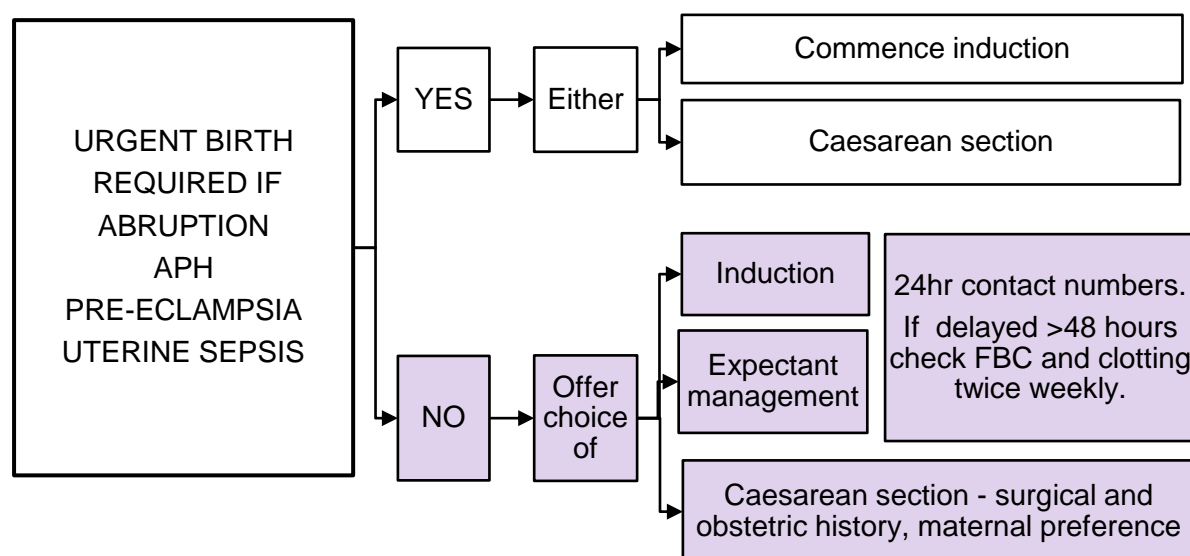 URGENT BIRTH
REQUIRED IF
ABRUPTION
APH
PRE-ECLAMPSIA
UTERINE SEPSIS
YES
Either
Commence induction
Caesarean section
NO
Offer
choice
of
Induction
Expectant
management
24hr contact numbers.
If delayed >48 hours
check FBC and clotting
twice weekly.
Caesarean section - surgical and
obstetric history, maternal preference